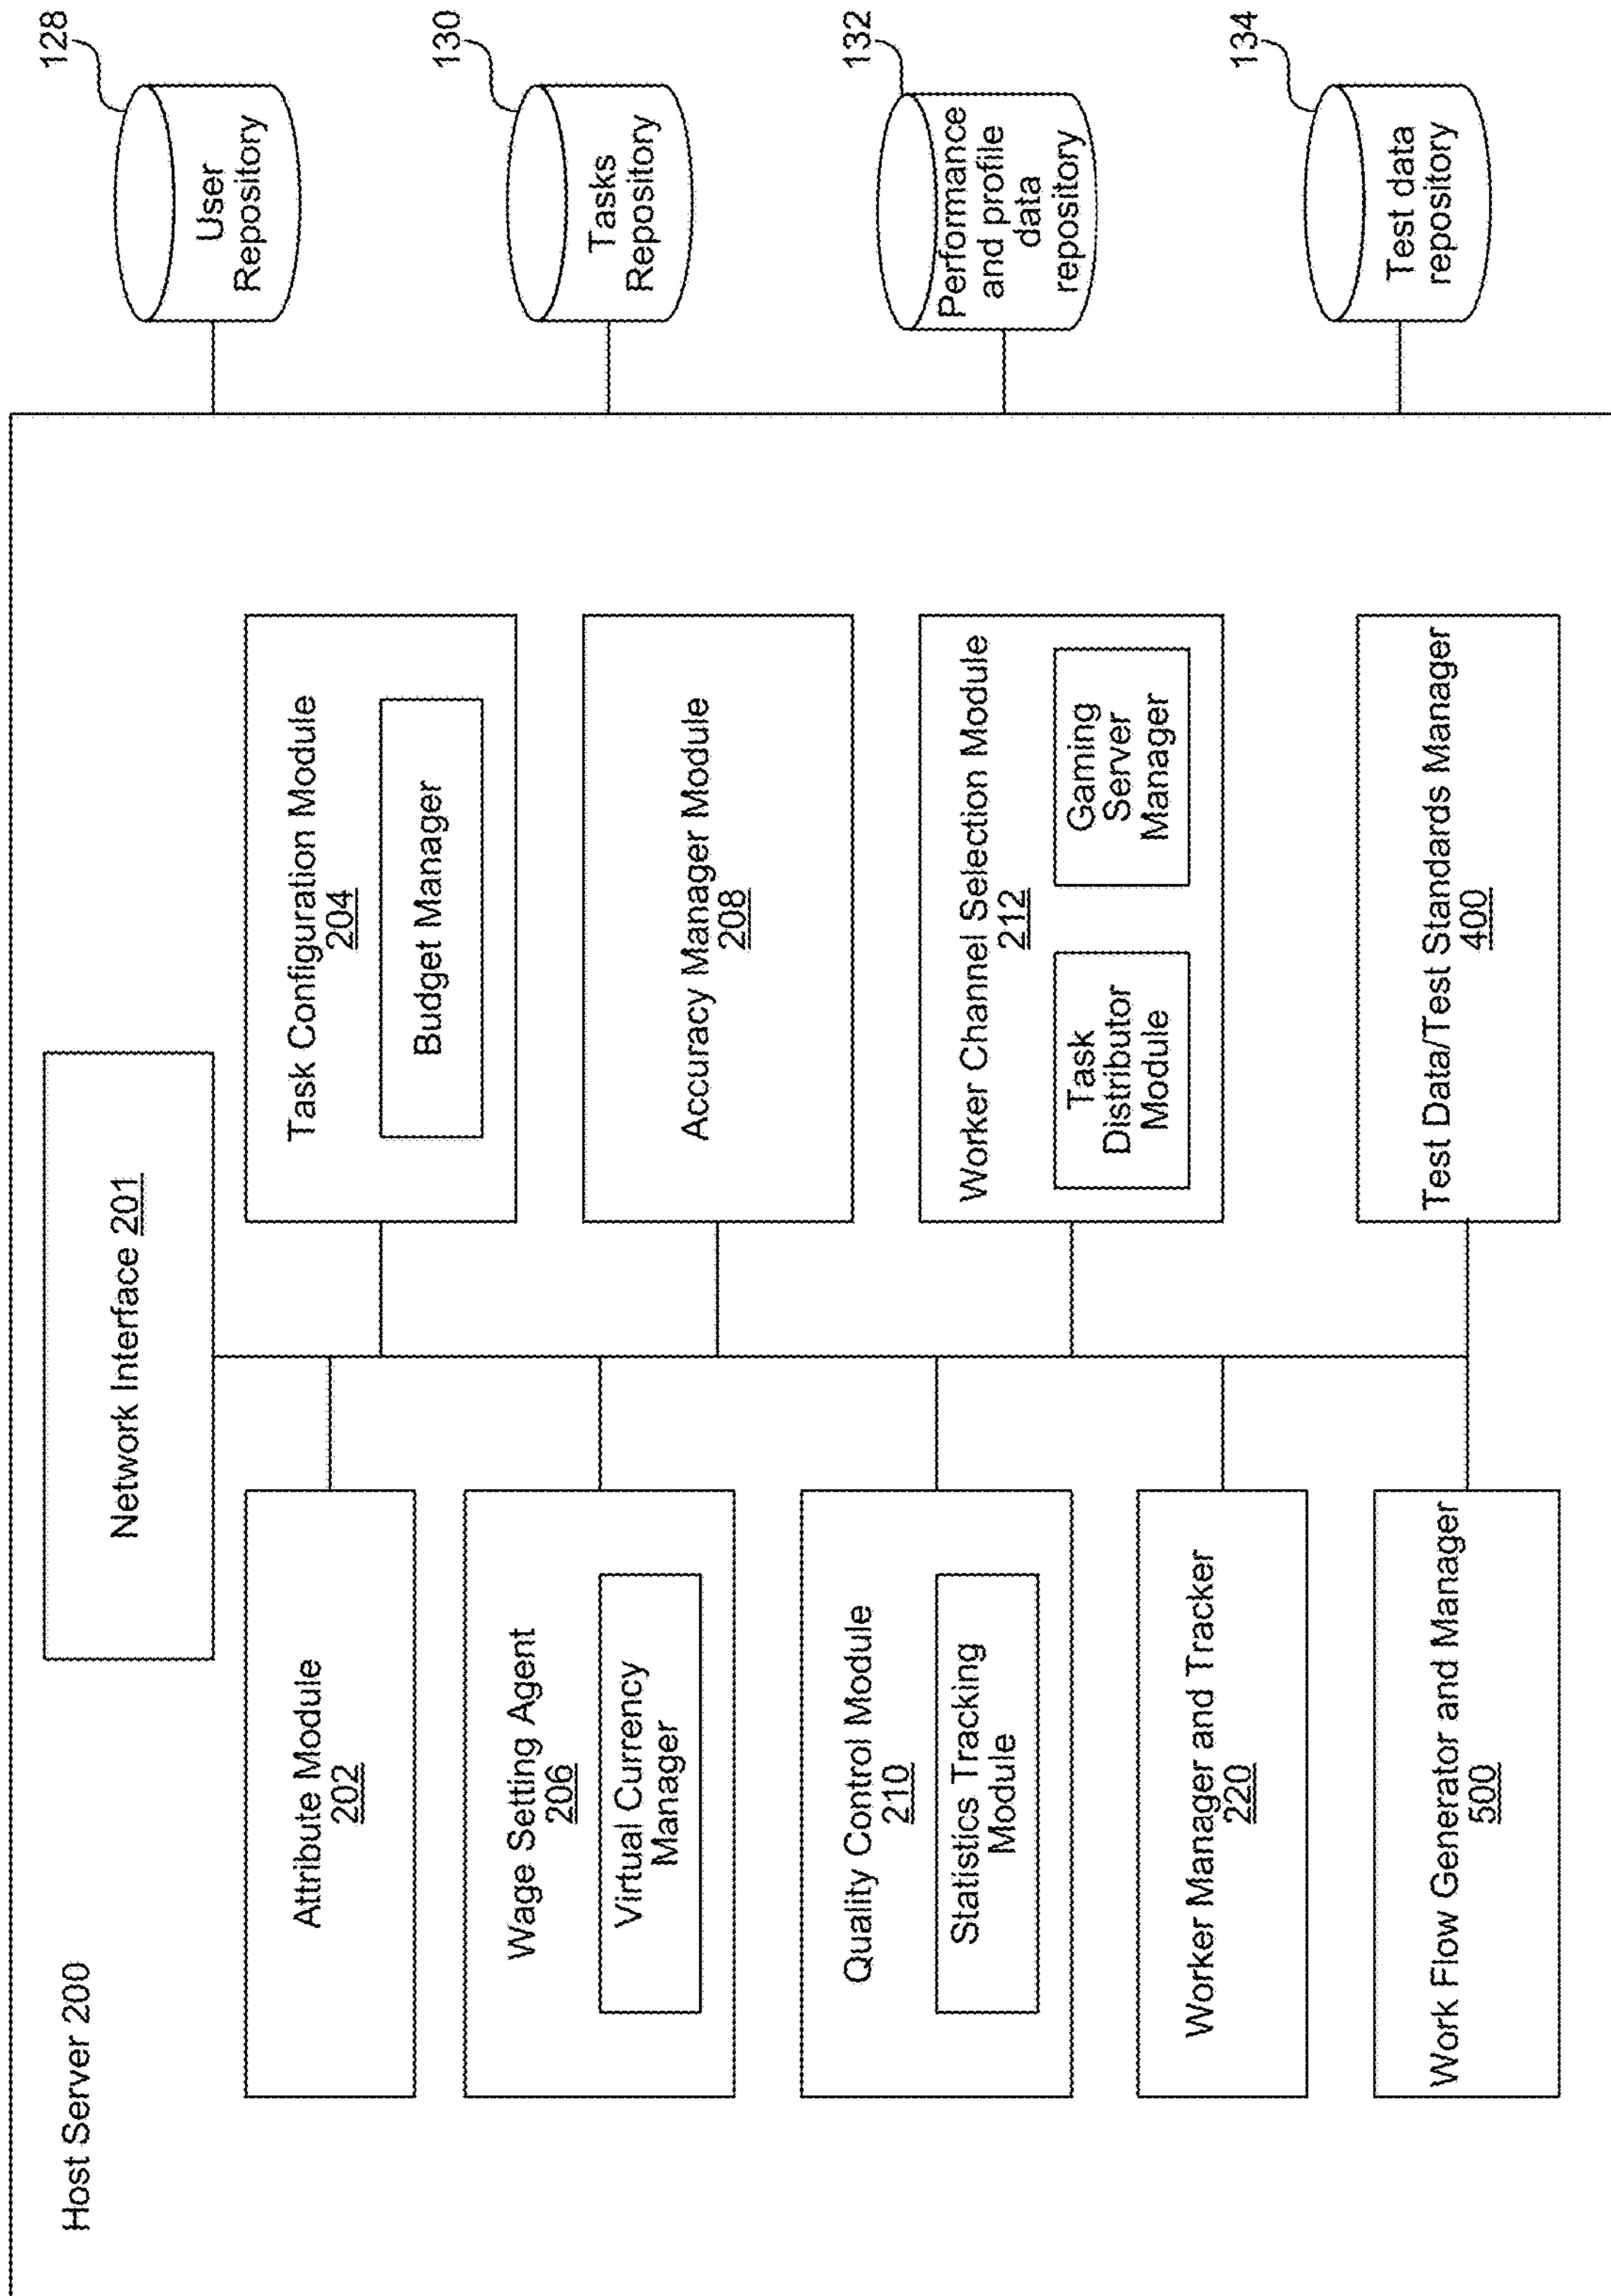 Host Server 200
Network Interface 201
Attribute Module
202
Task Configuration Module
204
Budget Manager
Wage Setting Agent
206
Virtual Currency
Manager
Accuracy Manager Module
208
Quality Control Module
210
Statistics Tracking
Module
Worker Channel Selection Module
212
Task
Distributor
Module
Gaming
Server
Manager
Worker Manager and Tracker
220
Work Flow Generator and Manager
500
Test Data/Test Standards Manager
400
128
User
Repository
130
Tasks
Repository
132
Performance
and profile
data
repository
134
Test data
repository